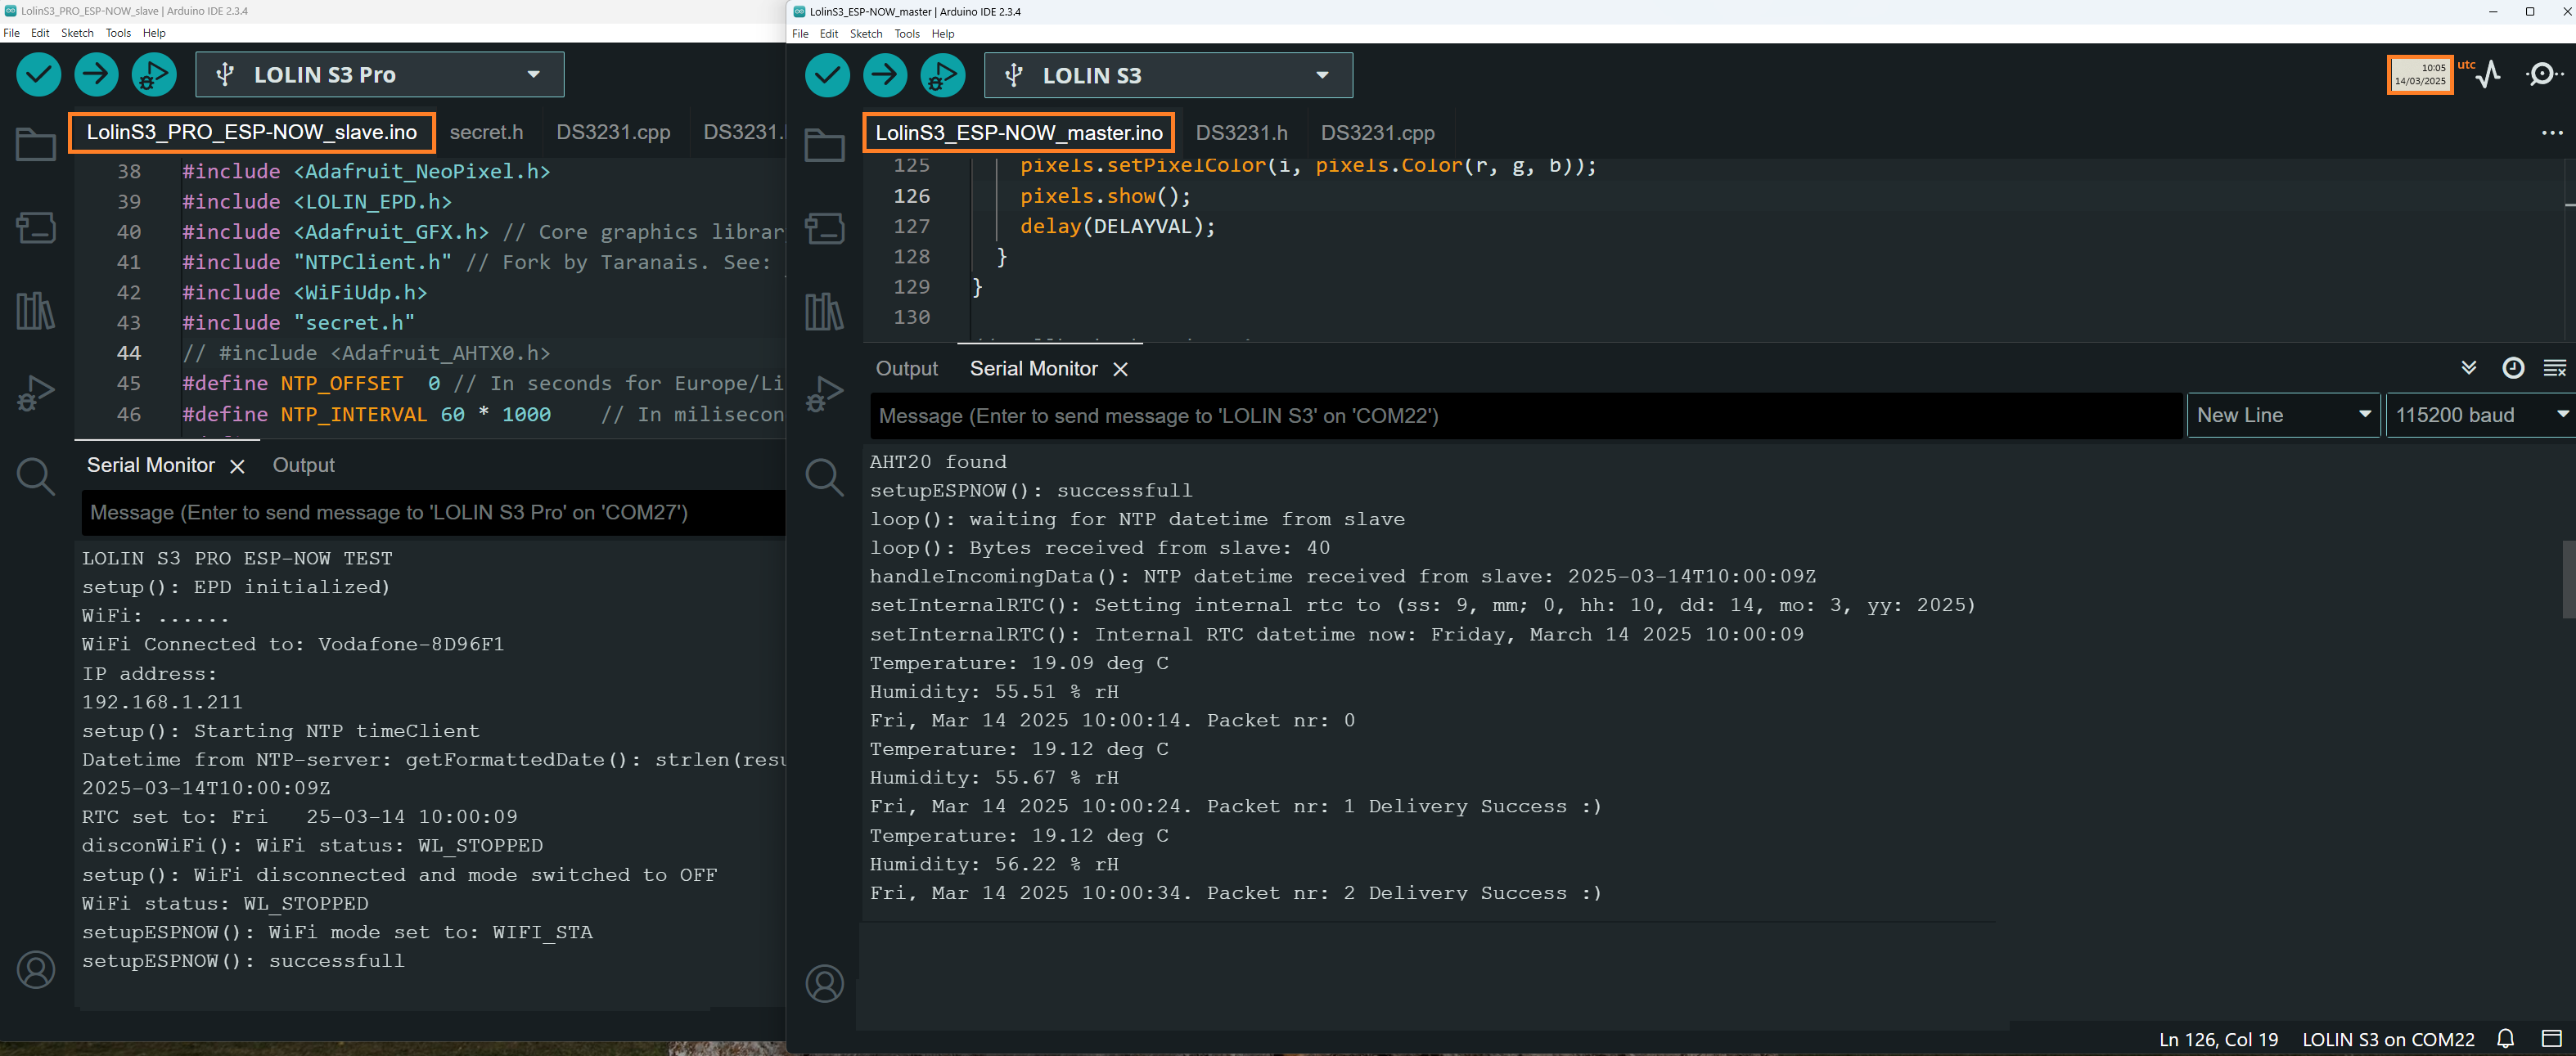 LolinS3_PRO_ESP-NOW_slave | Arduino IDE 2.3.4
File Edit Sketch Tools Help
LOLIN S3 Pro
LolinS3_PRO_ESP-NOW_slave.ino secret.h DS3231.cpp DS3231.
38 #include <Adafruit_NeoPixel.h>
39 #include <LOLIN_EPD.h>
40 #include <Adafruit_GFX.h> // Core graphics librar
41 #include "NTPClient.h" // Fork by Taranais. See:
42 #include <WiFiUdp.h>
43 #include "secret.h"
44 // #include <Adafruit_AHTX0.h>
45 #define NTP_OFFSET 0 // In seconds for Europe/Li
46 #define NTP_INTERVAL 60 * 1000 // In milisecon
Serial Monitor Output
Message (Enter to send message to 'LOLIN S3 Pro' on 'COM27')
LOLIN S3 PRO ESP-NOW TEST
setup(): EPD initialized)
WiFi: ......
WiFi Connected to: Vodafone-8D96F1
IP address:
192.168.1.211
setup(): Starting NTP timeClient
Datetime from NTP-server: getFormattedDate(): strlen(resu
2025-03-14T10:00:09Z
RTC set to: Fri 25-03-14 10:00:09
disconWiFi(): WiFi status: WL_STOPPED
setup(): WiFi disconnected and mode switched to OFF
WiFi status: WL_STOPPED
setupESPNOW(): WiFi mode set to: WIFI_STA
setupESPNOW(): successfull
LolinS3_ESP-NOW_master | Arduino IDE 2.3.4
File Edit Sketch Tools Help
LOLIN S3
10:05
14/03/2025
utc
LolinS3_ESP-NOW_master.ino DS3231.h DS3231.cpp
125 pixels.setPixelColor(i, pixels.Color(r, g, b));
126 pixels.show();
127 delay(DELAYVAL);
128 }
129 }
130
Output Serial Monitor
Message (Enter to send message to 'LOLIN S3' on 'COM22')
New Line
115200 baud
AHT20 found
setupESPNOW(): successfull
loop(): waiting for NTP datetime from slave
loop(): Bytes received from slave: 40
handleIncomingData(): NTP datetime received from slave: 2025-03-14T10:00:09Z
setInternalRTC(): Setting internal rtc to (ss: 9, mm; 0, hh: 10, dd: 14, mo: 3, yy: 2025)
setInternalRTC(): Internal RTC datetime now: Friday, March 14 2025 10:00:09
Temperature: 19.09 deg C
Humidity: 55.51 % rH
Fri, Mar 14 2025 10:00:14. Packet nr: 0
Temperature: 19.12 deg C
Humidity: 55.67 % rH
Fri, Mar 14 2025 10:00:24. Packet nr: 1 Delivery Success :)
Temperature: 19.12 deg C
Humidity: 56.22 % rH
Fri, Mar 14 2025 10:00:34. Packet nr: 2 Delivery Success :)
Ln 126, Col 19 LOLIN S3 on COM22